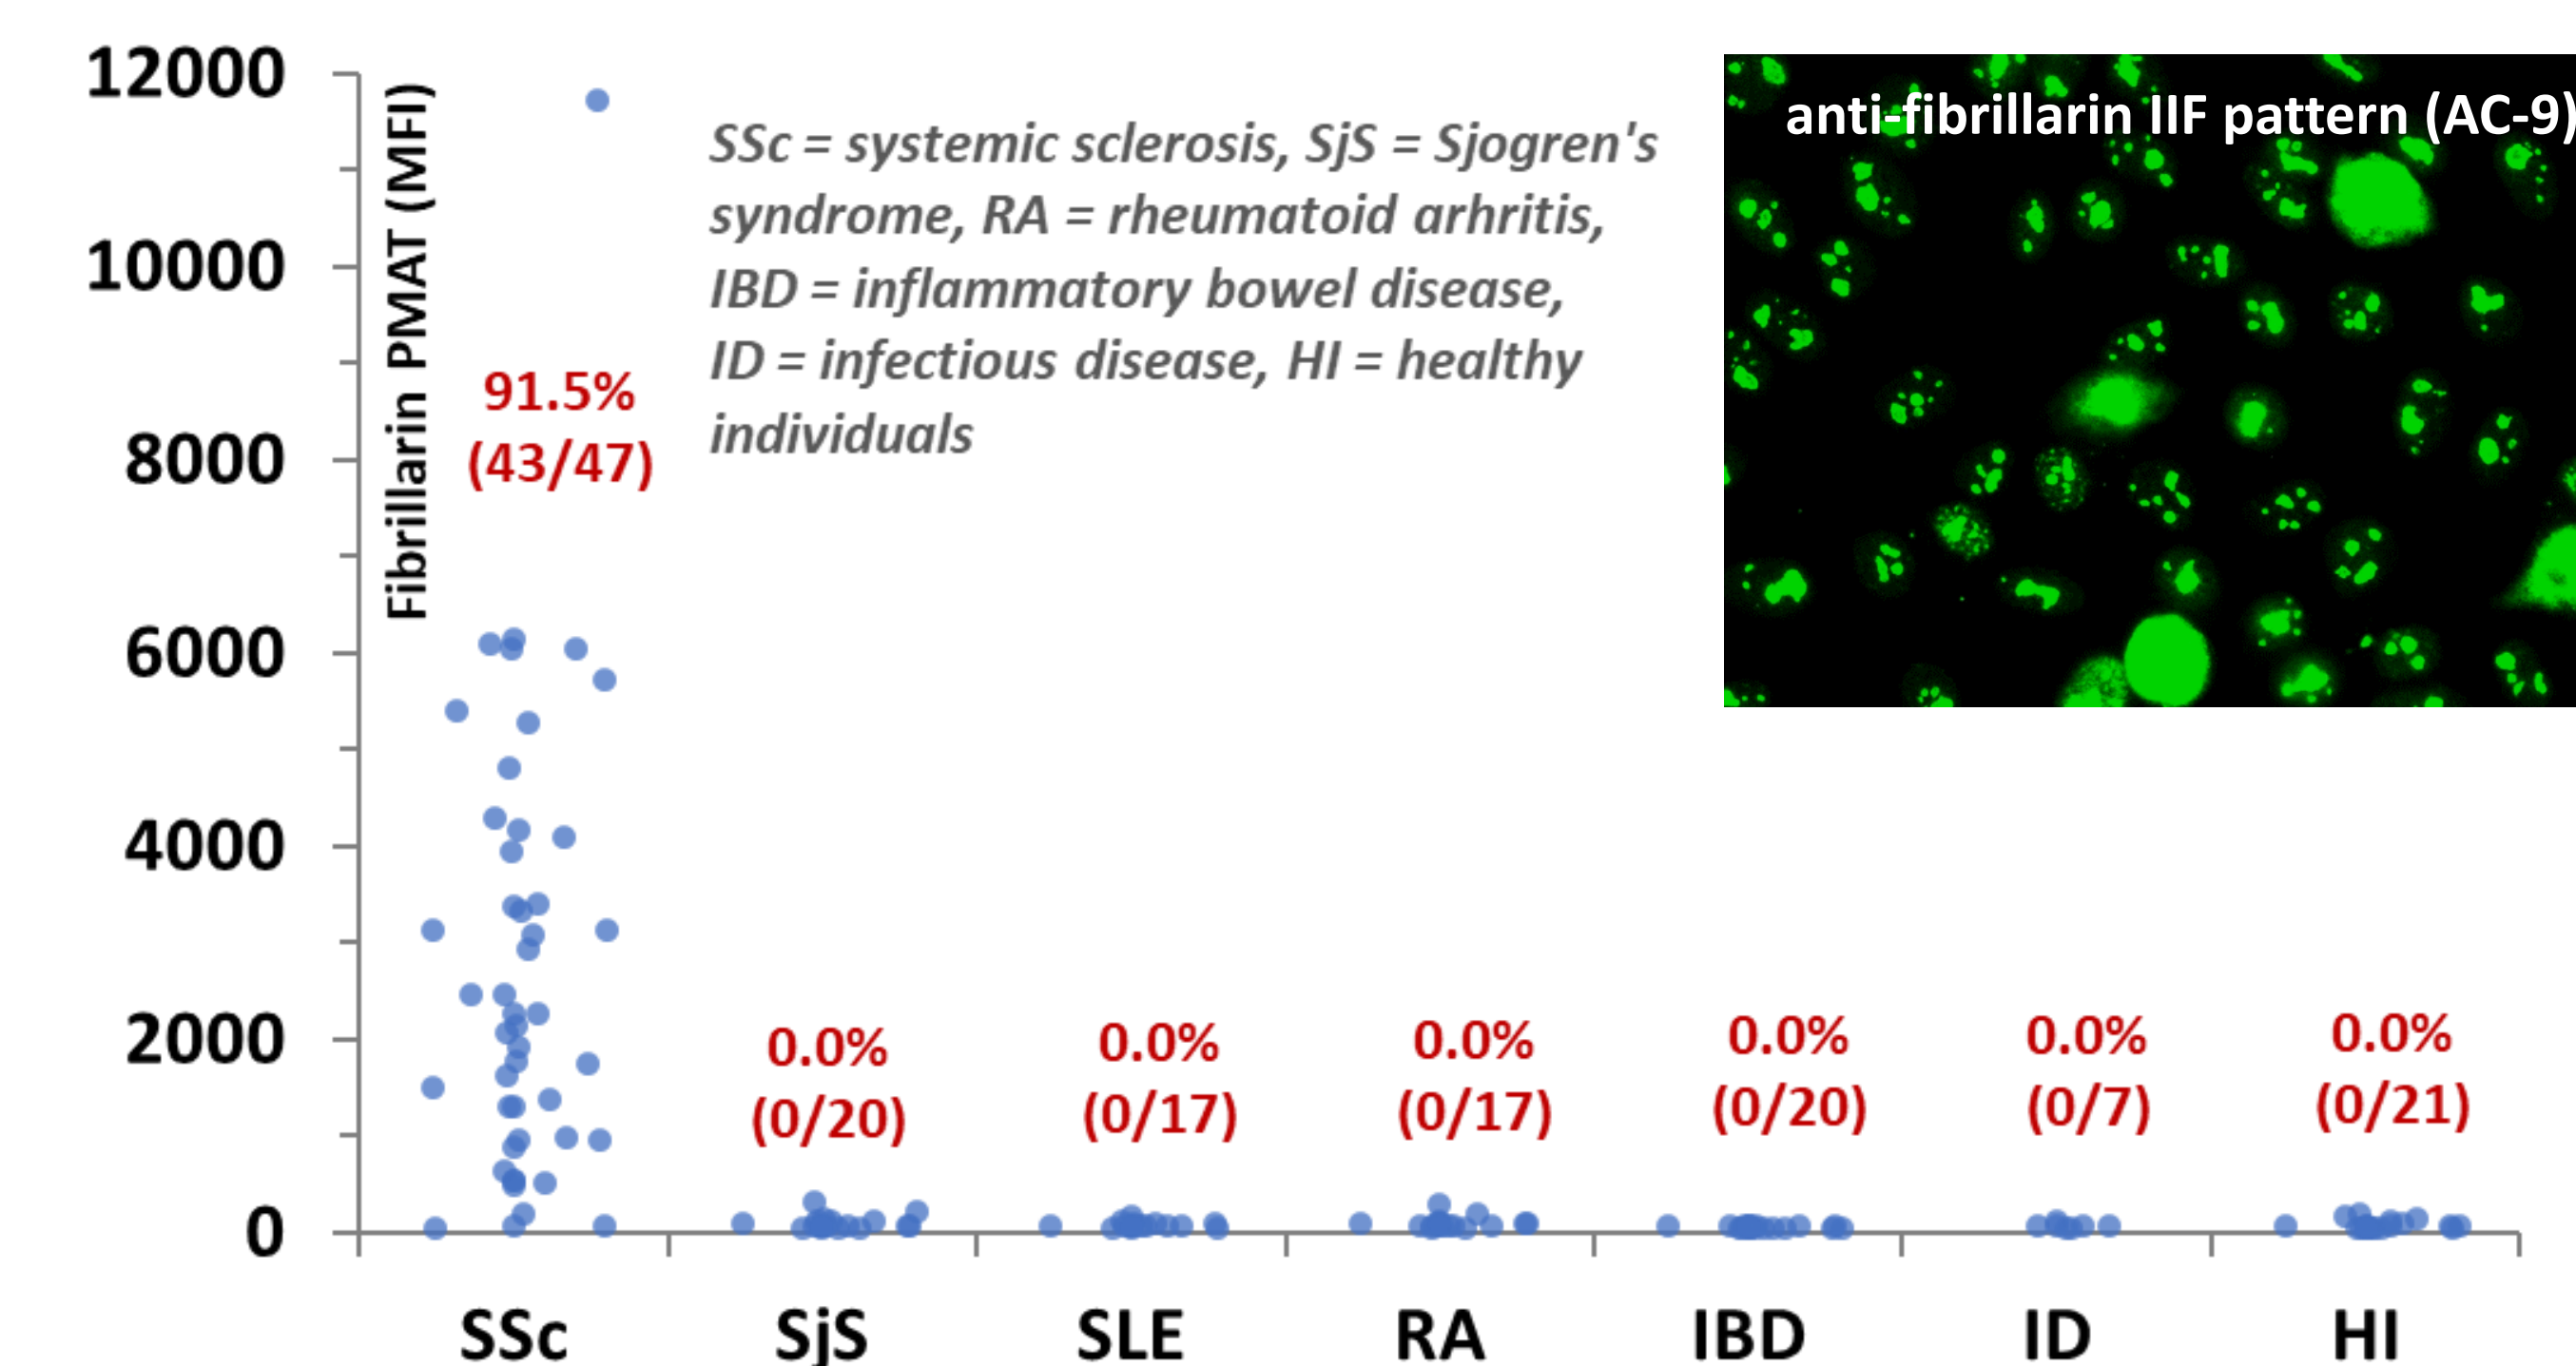 12000
10000
8000
6000
4000
2000
0
Fibrillarin PMAT (MFI)
SSc = systemic sclerosis, SjS = Sjogren's
syndrome, RA = rheumatoid arhritis,
IBD = inflammatory bowel disease,
ID = infectious disease, HI = healthy
individuals
anti-fibrillarin IIF pattern (AC-9)
91.5%
(43/47)
0.0%
(0/20)
0.0%
(0/17)
0.0%
(0/17)
0.0%
(0/20)
0.0%
(0/7)
0.0%
(0/21)
SSc
SjS
SLE
RA
IBD
ID
HI